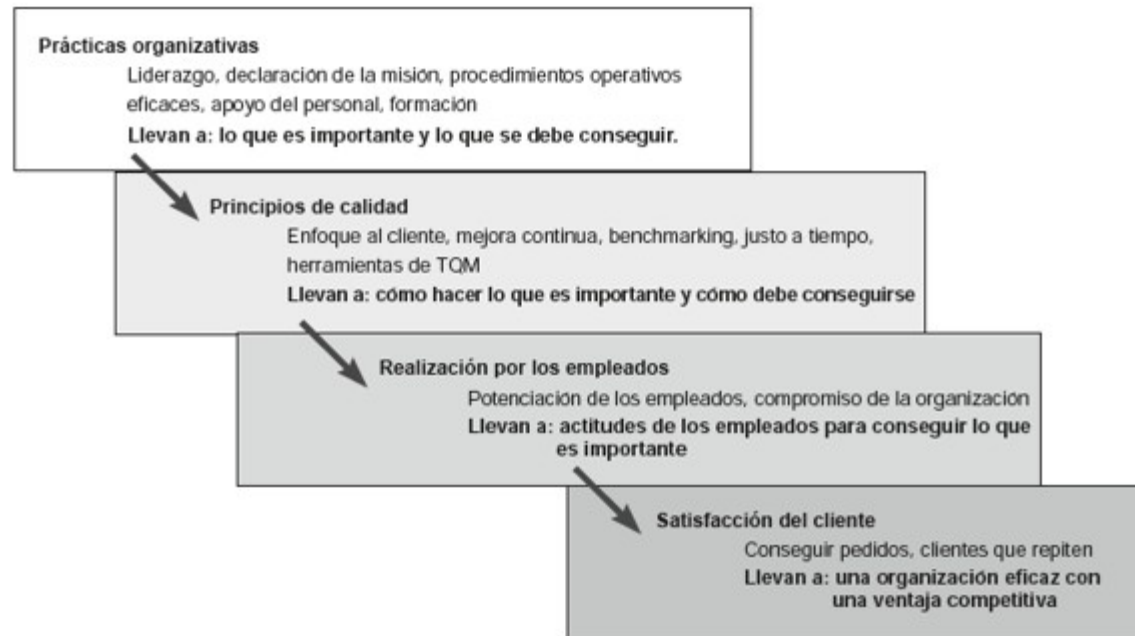 Prácticas organizativas
Liderazgo, declaración de la misión, procedimientos operativos
eficaces, apoyo del personal, formación
Llevan a: lo que es importante y lo que se debe conseguir.
Principios de calidad
Enfoque al cliente, mejora continua, benchmarking, justo a tiempo,
herramientas de TQM
Llevan a: cómo hacer lo que es importante y cómo debe conseguirse
Realización por los empleados
Potenciación de los empleados, compromiso de la organización
Llevan a: actitudes de los empleados para conseguir lo que
es importante
Satisfacción del cliente
Conseguir pedidos, clientes que repiten
Llevan a: una organización eficaz con
una ventaja competitiva